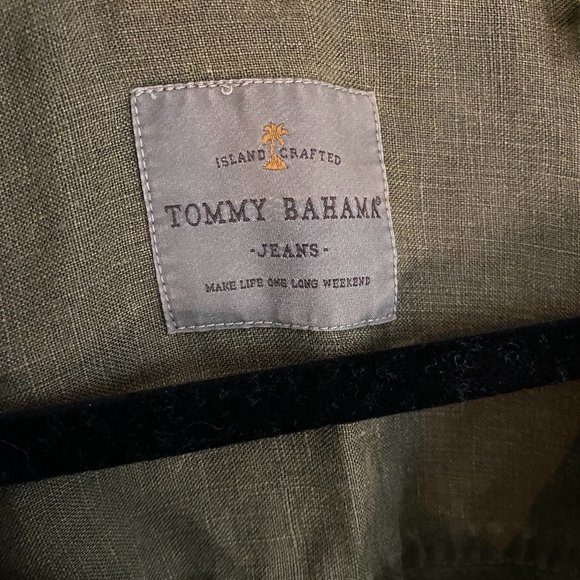 ISLAND CRAFTED
TOMMY BAHAMA®
-JEANS-
MAKE LIFE ONE LONG WEEKEND